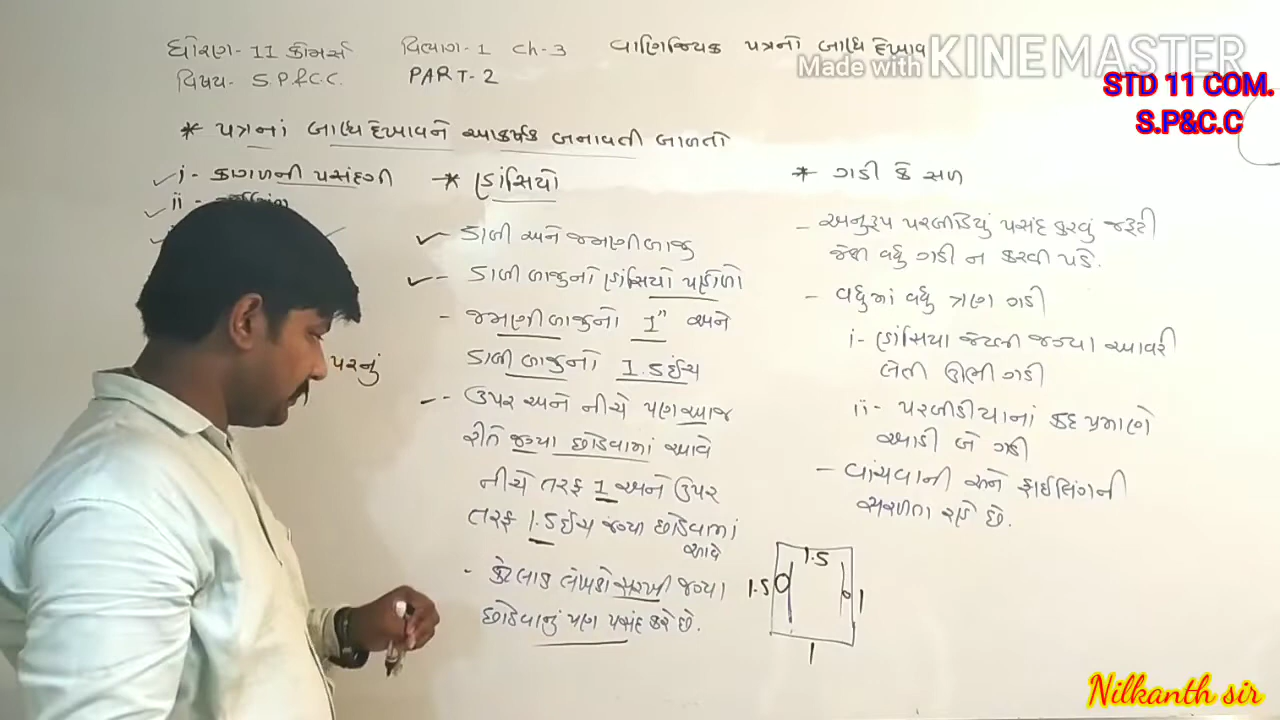 ધોરણ- 11 કોમર્સ વિભાગ-1 ch-3 વાણિજ્યિક પત્રનો બાહ્ય દેખાવ
વિષય- S.P.&C.C. PART-2
Made with KINEMASTER
STD 11 COM.
S.P&C.C
* પત્રનાં બાહ્ય દેખાવને આકર્ષક બનાવતી બાબતો
i- કાગળની પસંદગી
ii -
પરનું
* હાંસિયો
ડાબી અને જમણી બાજુ
- ડાબી બાજુનો હાંસિયો પહોળો
- જમણી બાજુનો 1" અને
ડાબી બાજુનો 1.5 ઈંચ
- ઉપર અને નીચે પણ આજ
રીતે જગ્યા છોડવામાં આવે
નીચે તરફ 1 અને ઉપર
તરફ 1.5 ઈંચ જગ્યા છોડવામાં
આવે
- કેટલાક લેખકો સરખી જગ્યા
છોડવાનું પણ પસંદ કરે છે.
* ગડી કે સળ
- અનુરૂપ પરબીડિયું પસંદ કરવું જરૂરી
જેથી વધુ ગડી ન કરવી પડે.
- વધુમાં વધુ ત્રણ ગડી
i- હાંસિયા જેટલી જગ્યા આવરી
લેતી ઊભી ગડી
ii- પરબીડીયાનાં કદ પ્રમાણે
આડી બે ગડી
- વાંચવાની અને ફાઈલિંગની
સરળતા રહે છે.
1.5
1.5
1
1
Nilkanth sir